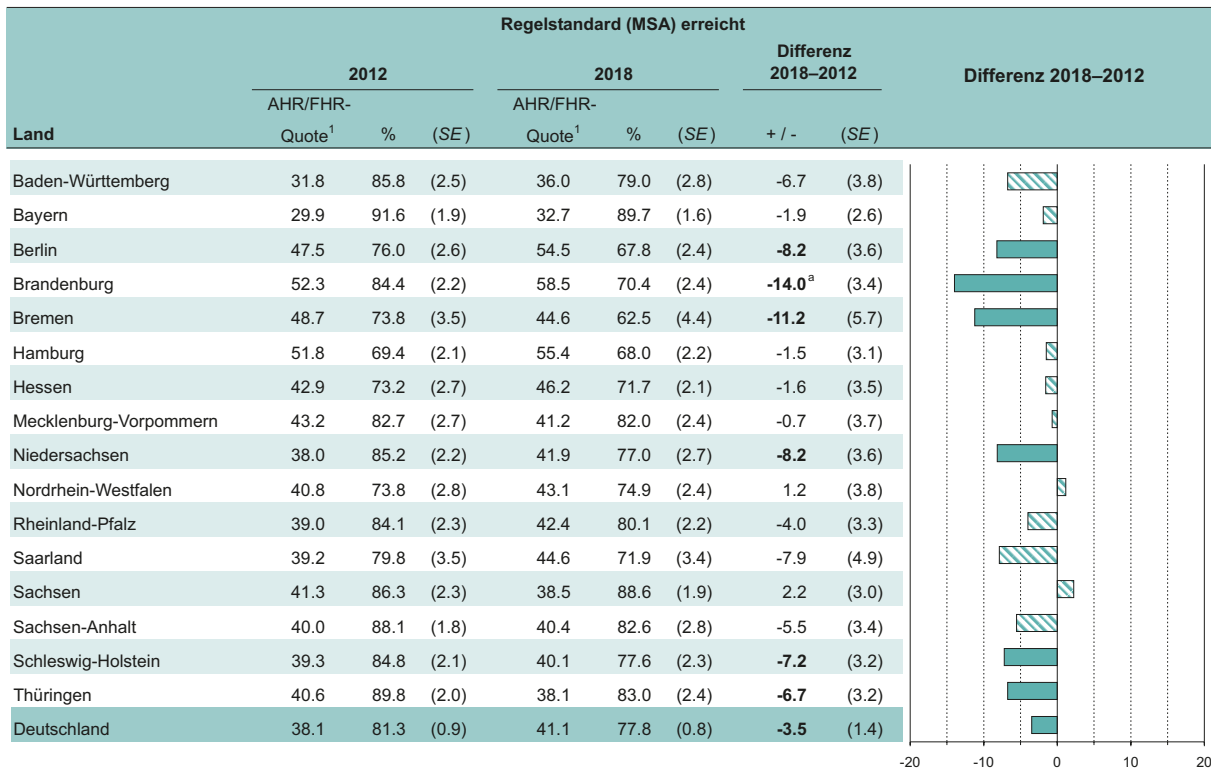 Regelstandard (MSA) erreicht
2012 2018 Differenz 2018–2012 Differenz 2018–2012
AHR/FHR- AHR/FHR-
Land Quote1 % (SE) Quote1 % (SE) + / - (SE)
Baden-Württemberg 31.8 85.8 (2.5) 36.0 79.0 (2.8) -6.7 (3.8)
Bayern 29.9 91.6 (1.9) 32.7 89.7 (1.6) -1.9 (2.6)
Berlin 47.5 76.0 (2.6) 54.5 67.8 (2.4) -8.2 (3.6)
Brandenburg 52.3 84.4 (2.2) 58.5 70.4 (2.4) -14.0a (3.4)
Bremen 48.7 73.8 (3.5) 44.6 62.5 (4.4) -11.2 (5.7)
Hamburg 51.8 69.4 (2.1) 55.4 68.0 (2.2) -1.5 (3.1)
Hessen 42.9 73.2 (2.7) 46.2 71.7 (2.1) -1.6 (3.5)
Mecklenburg-Vorpommern 43.2 82.7 (2.7) 41.2 82.0 (2.4) -0.7 (3.7)
Niedersachsen 38.0 85.2 (2.2) 41.9 77.0 (2.7) -8.2 (3.6)
Nordrhein-Westfalen 40.8 73.8 (2.8) 43.1 74.9 (2.4) 1.2 (3.8)
Rheinland-Pfalz 39.0 84.1 (2.3) 42.4 80.1 (2.2) -4.0 (3.3)
Saarland 39.2 79.8 (3.5) 44.6 71.9 (3.4) -7.9 (4.9)
Sachsen 41.3 86.3 (2.3) 38.5 88.6 (1.9) 2.2 (3.0)
Sachsen-Anhalt 40.0 88.1 (1.8) 40.4 82.6 (2.8) -5.5 (3.4)
Schleswig-Holstein 39.3 84.8 (2.1) 40.1 77.6 (2.3) -7.2 (3.2)
Thüringen 40.6 89.8 (2.0) 38.1 83.0 (2.4) -6.7 (3.2)
Deutschland 38.1 81.3 (0.9) 41.1 77.8 (0.8) -3.5 (1.4)
-20 -10 0 10 20